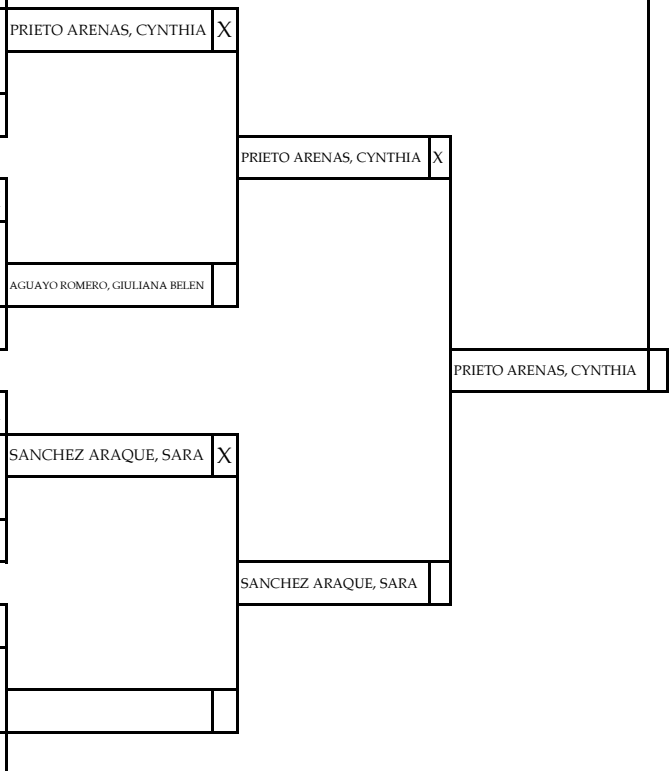 PRIETO ARENAS, CYNTHIA X
PRIETO ARENAS, CYNTHIA X
AGUAYO ROMERO, GIULIANA BELEN
PRIETO ARENAS, CYNTHIA
SANCHEZ ARAQUE, SARA X
SANCHEZ ARAQUE, SARA